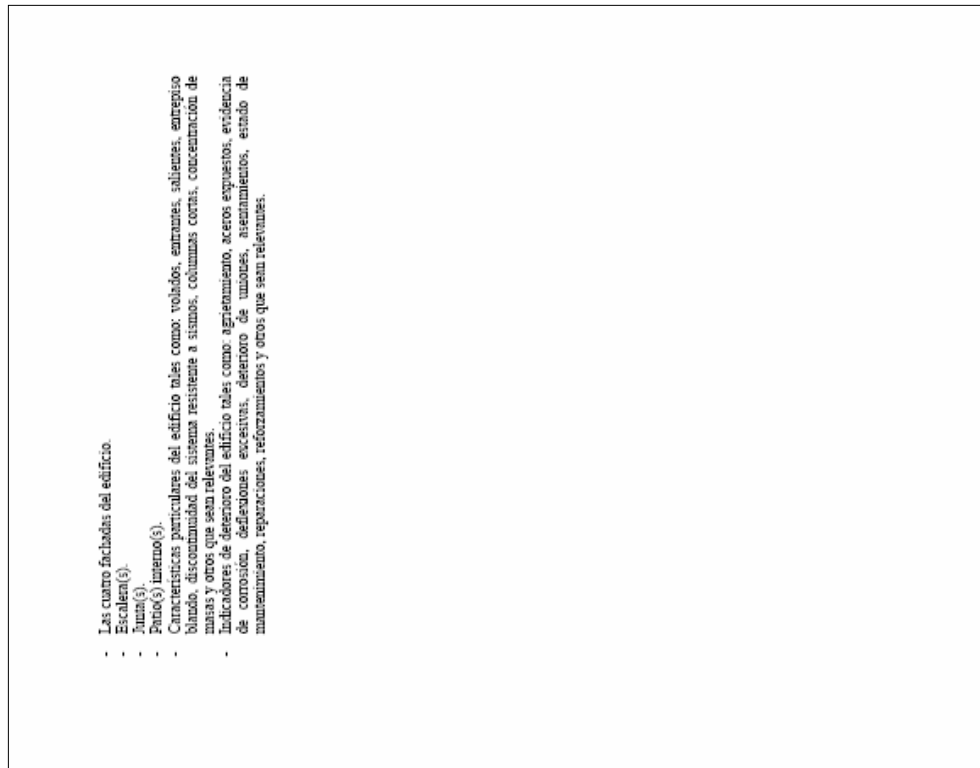 - Las cuatro fachadas del edificio.
- Escalera(s).
- Junta(s).
- Patio(s) interno(s).
- Características particulares del edificio tales como: volados, entrantes, salientes, entrepiso
blando, discontinuidad del sistema resistente a sismos, columnas cortas, concentración de
masas y otros que sean relevantes.
- Indicadores de deterioro del edificio tales como: agrietamiento, aceros expuestos, evidencia
de corrosión, deflexiones excesivas, deterioro de uniones, asentamientos, estado de
mantenimiento, reparaciones, reforzamientos y otros que sean relevantes.